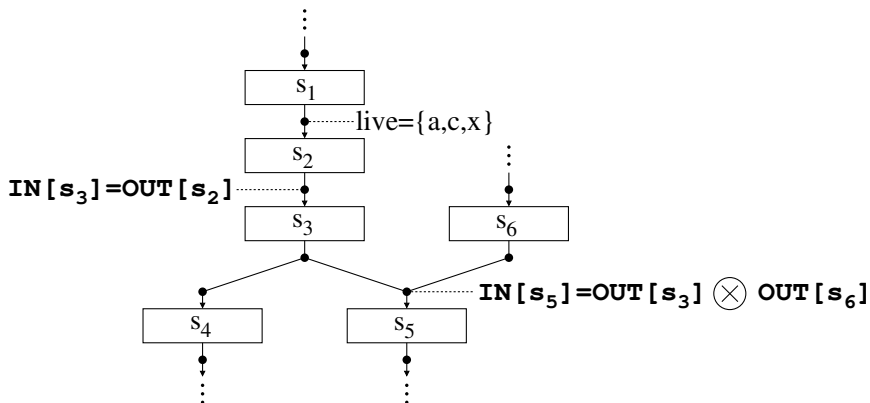 s₁
live={a,c,x}
s₂
IN[s₃]=OUT[s₂]
s₃
s₆
IN[s₅]=OUT[s₃] ⊗ OUT[s₆]
s₄
s₅